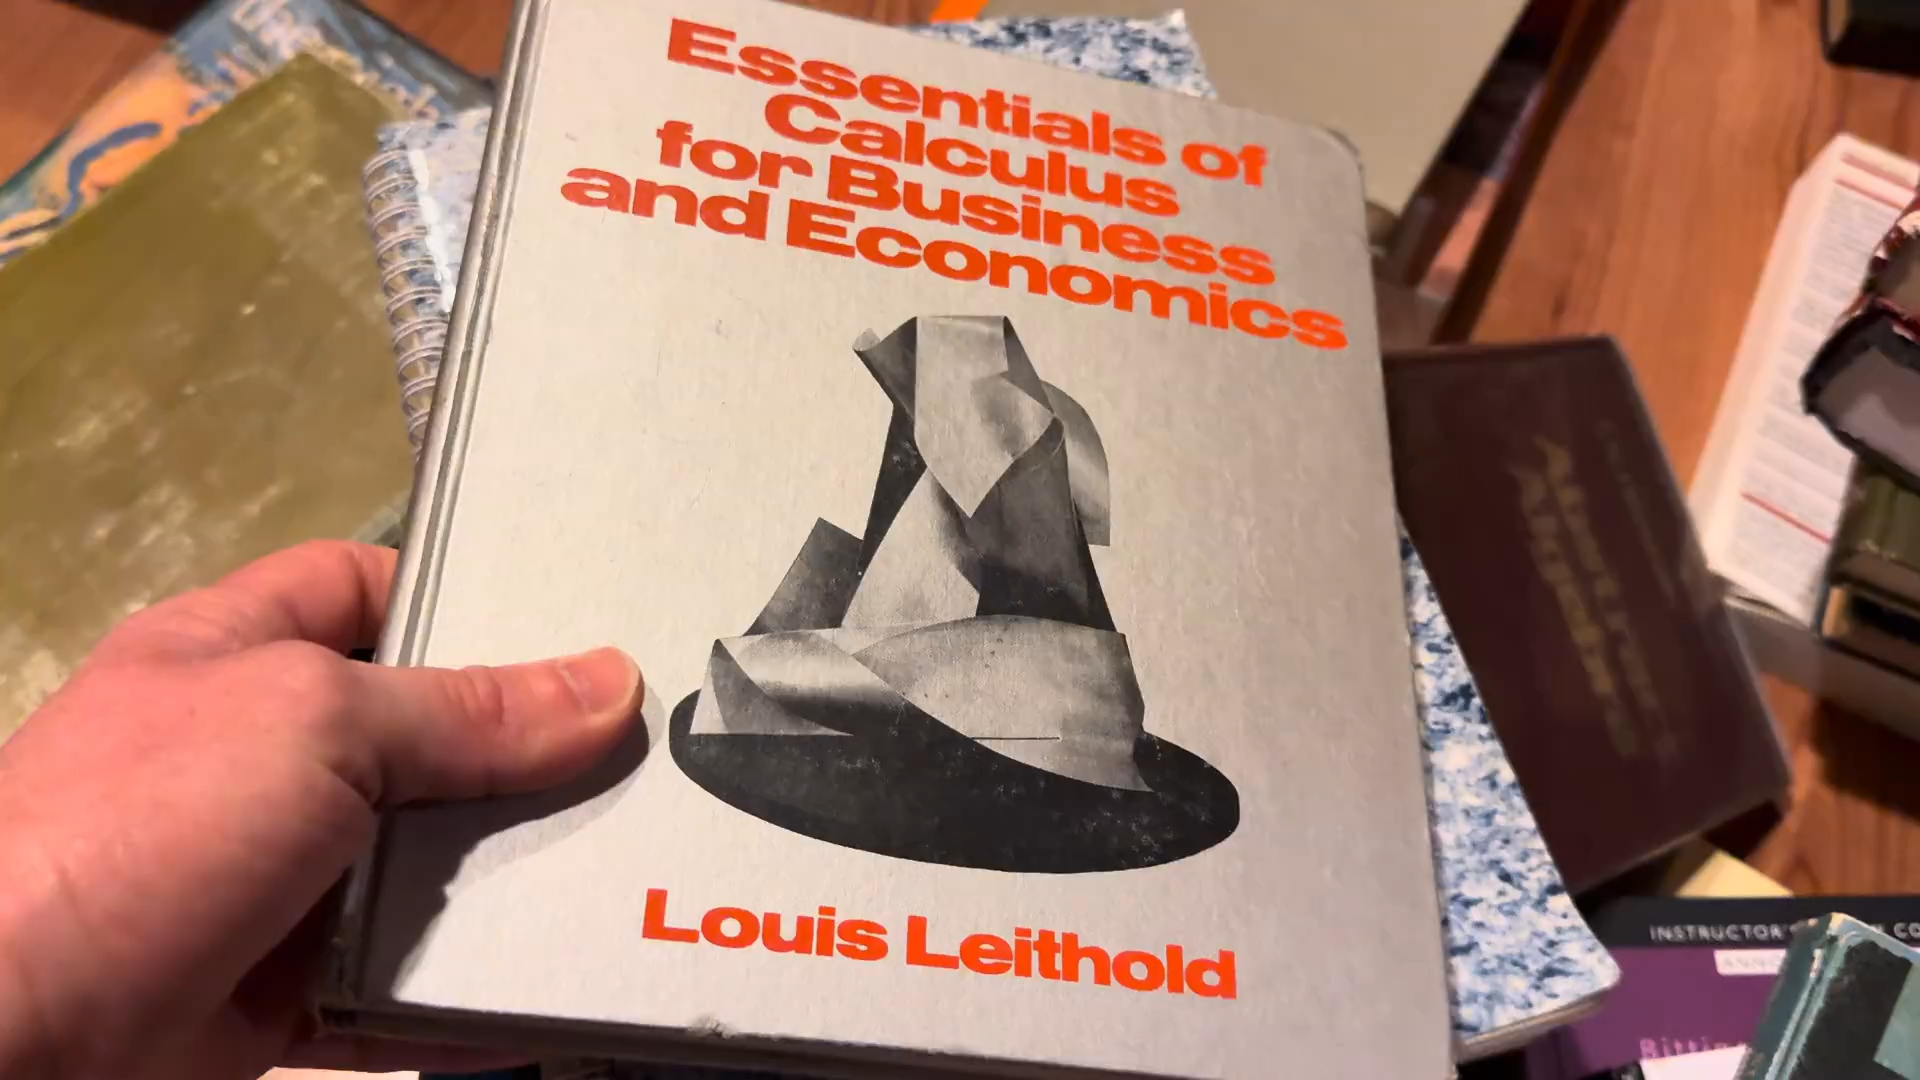 Essentials of
Calculus
for Business
and Economics
Louis Leithold
INSTRUCTOR'S